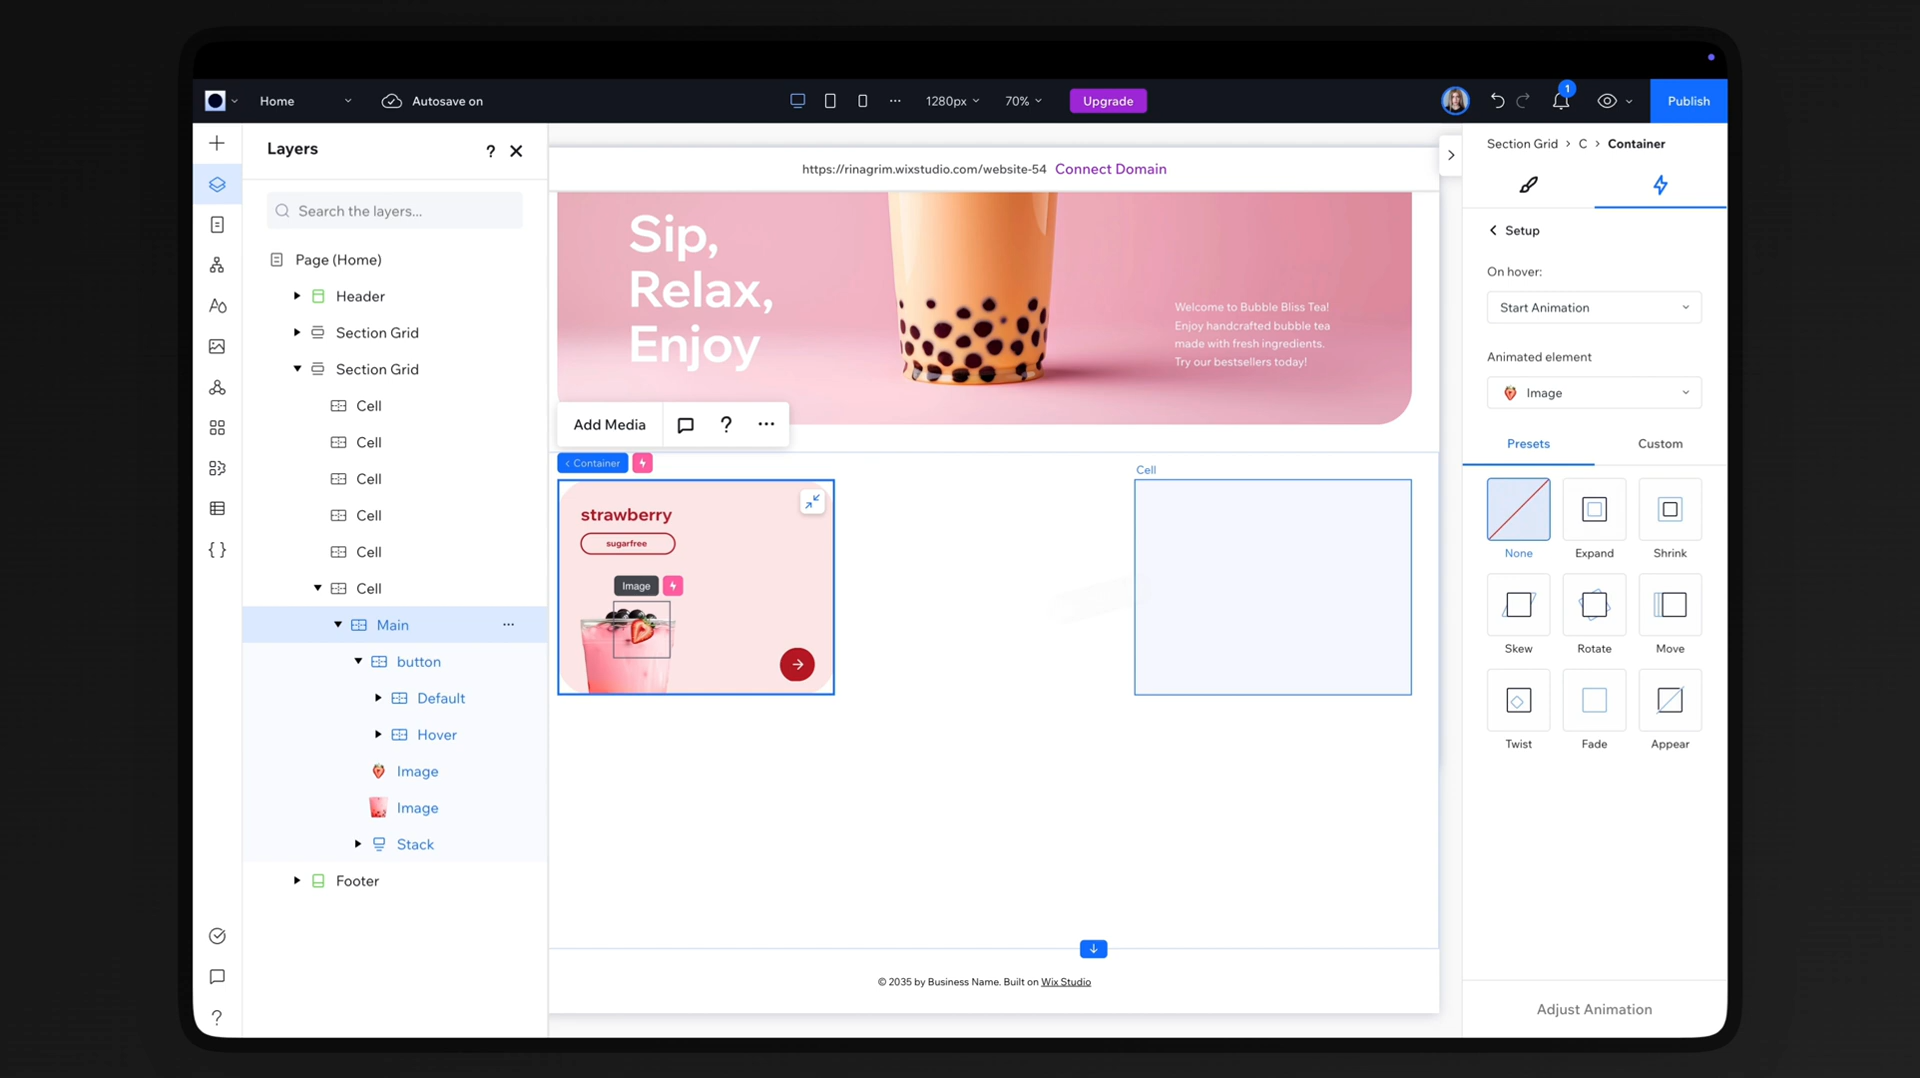 Home
Autosave on
1280px
70%
Upgrade
1
Publish
Layers
?
Search the layers...
Page (Home)
Header
Section Grid
Section Grid
Cell
Cell
Cell
Cell
Cell
Cell
Main
button
Default
Hover
Image
Image
Stack
Footer
?
https://rinagrim.wixstudio.com/website-54 Connect Domain
Sip,
Relax,
Enjoy
Welcome to Bubble Bliss Tea!
Enjoy handcrafted bubble tea
made with fresh ingredients.
Try our bestsellers today!
Add Media
?
Container
Cell
strawberry
sugarfree
Image
© 2035 by Business Name. Built on Wix Studio
Section Grid > C > Container
Setup
On hover:
Start Animation
Animated element
Image
Presets Custom
None Expand Shrink
Skew Rotate Move
Twist Fade Appear
Adjust Animation